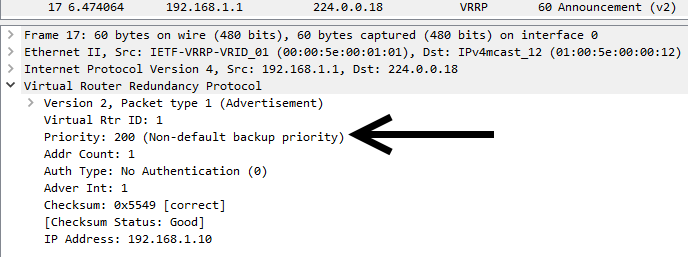 17 6.474064 192.168.1.1 224.0.0.18 VRRP 60 Announcement (v2)
Frame 17: 60 bytes on wire (480 bits), 60 bytes captured (480 bits) on interface 0
Ethernet II, Src: IETF-VRRP-VRID_01 (00:00:5e:00:01:01), Dst: IPv4mcast_12 (01:00:5e:00:00:12)
Internet Protocol Version 4, Src: 192.168.1.1, Dst: 224.0.0.18
Virtual Router Redundancy Protocol
Version 2, Packet type 1 (Advertisement)
Virtual Rtr ID: 1
Priority: 200 (Non-default backup priority)
Addr Count: 1
Auth Type: No Authentication (0)
Adver Int: 1
Checksum: 0x5549 [correct]
[Checksum Status: Good]
IP Address: 192.168.1.10